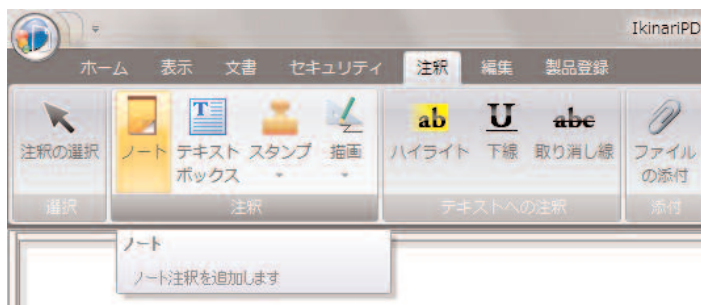 IkinariPD
ホーム 表示 文書 セキュリティ 注釈 編集 製品登録
T ab U abc
注釈の選択 ノート テキスト スタンプ 描画 ハイライト 下線 取り消し線 ファイル
ボックス の添付
選択 注釈 テキストへの注釈 添付
ノート
ノート注釈を追加します